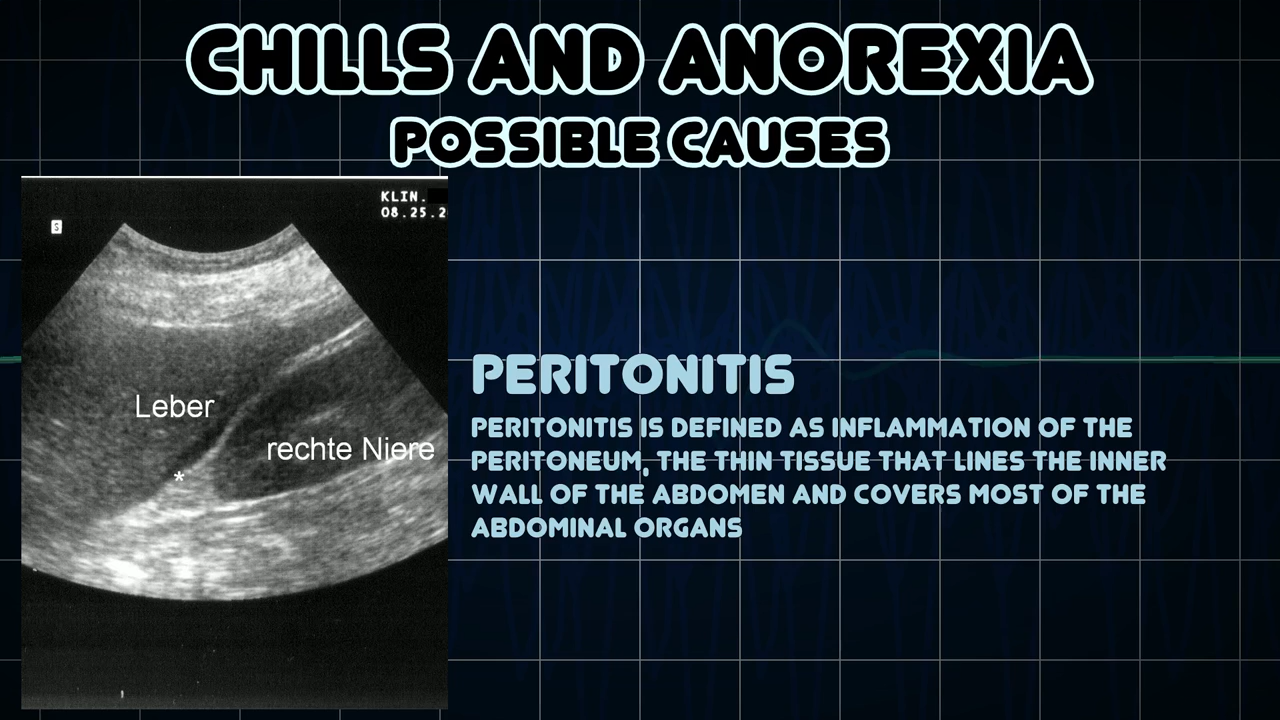 CHILLS AND ANOREXIA
POSSIBLE CAUSES
S
KLIN.
08.25.2
Leber
rechte Niere
*
PERITONITIS
PERITONITIS IS DEFINED AS INFLAMMATION OF THE
PERITONEUM, THE THIN TISSUE THAT LINES THE INNER
WALL OF THE ABDOMEN AND COVERS MOST OF THE
ABDOMINAL ORGANS